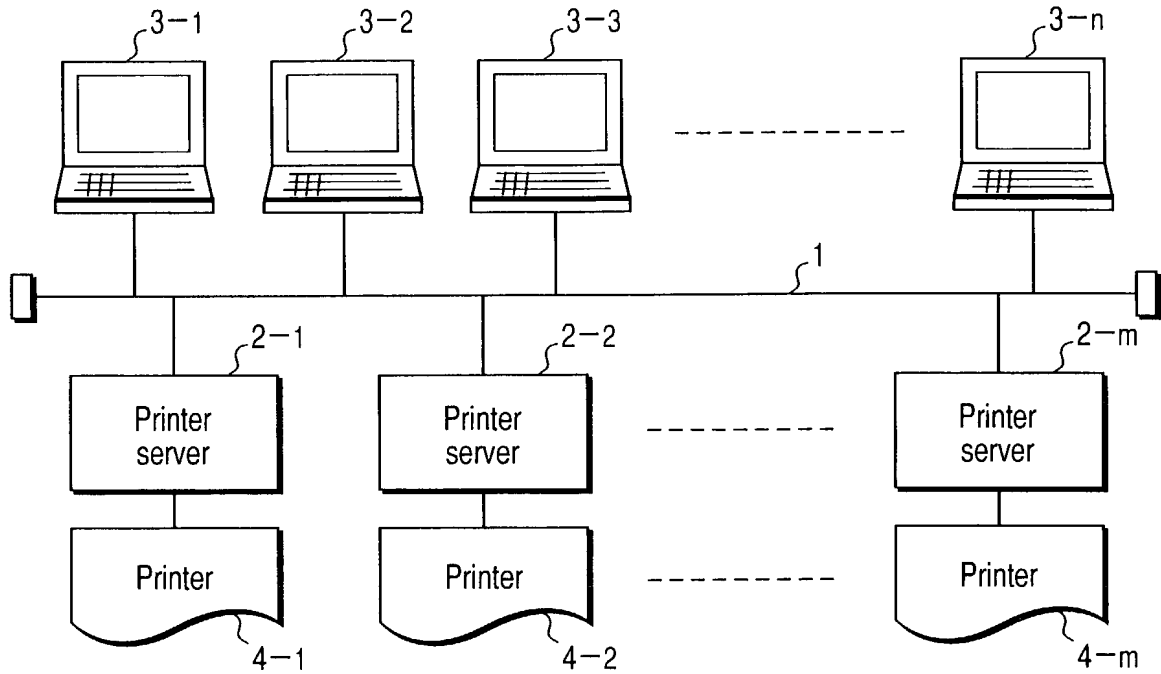 3-1
3-2
3-3
3-n
1
2-1
2-2
2-m
Printer
server
Printer
server
Printer
server
Printer
Printer
Printer
4-1
4-2
4-m